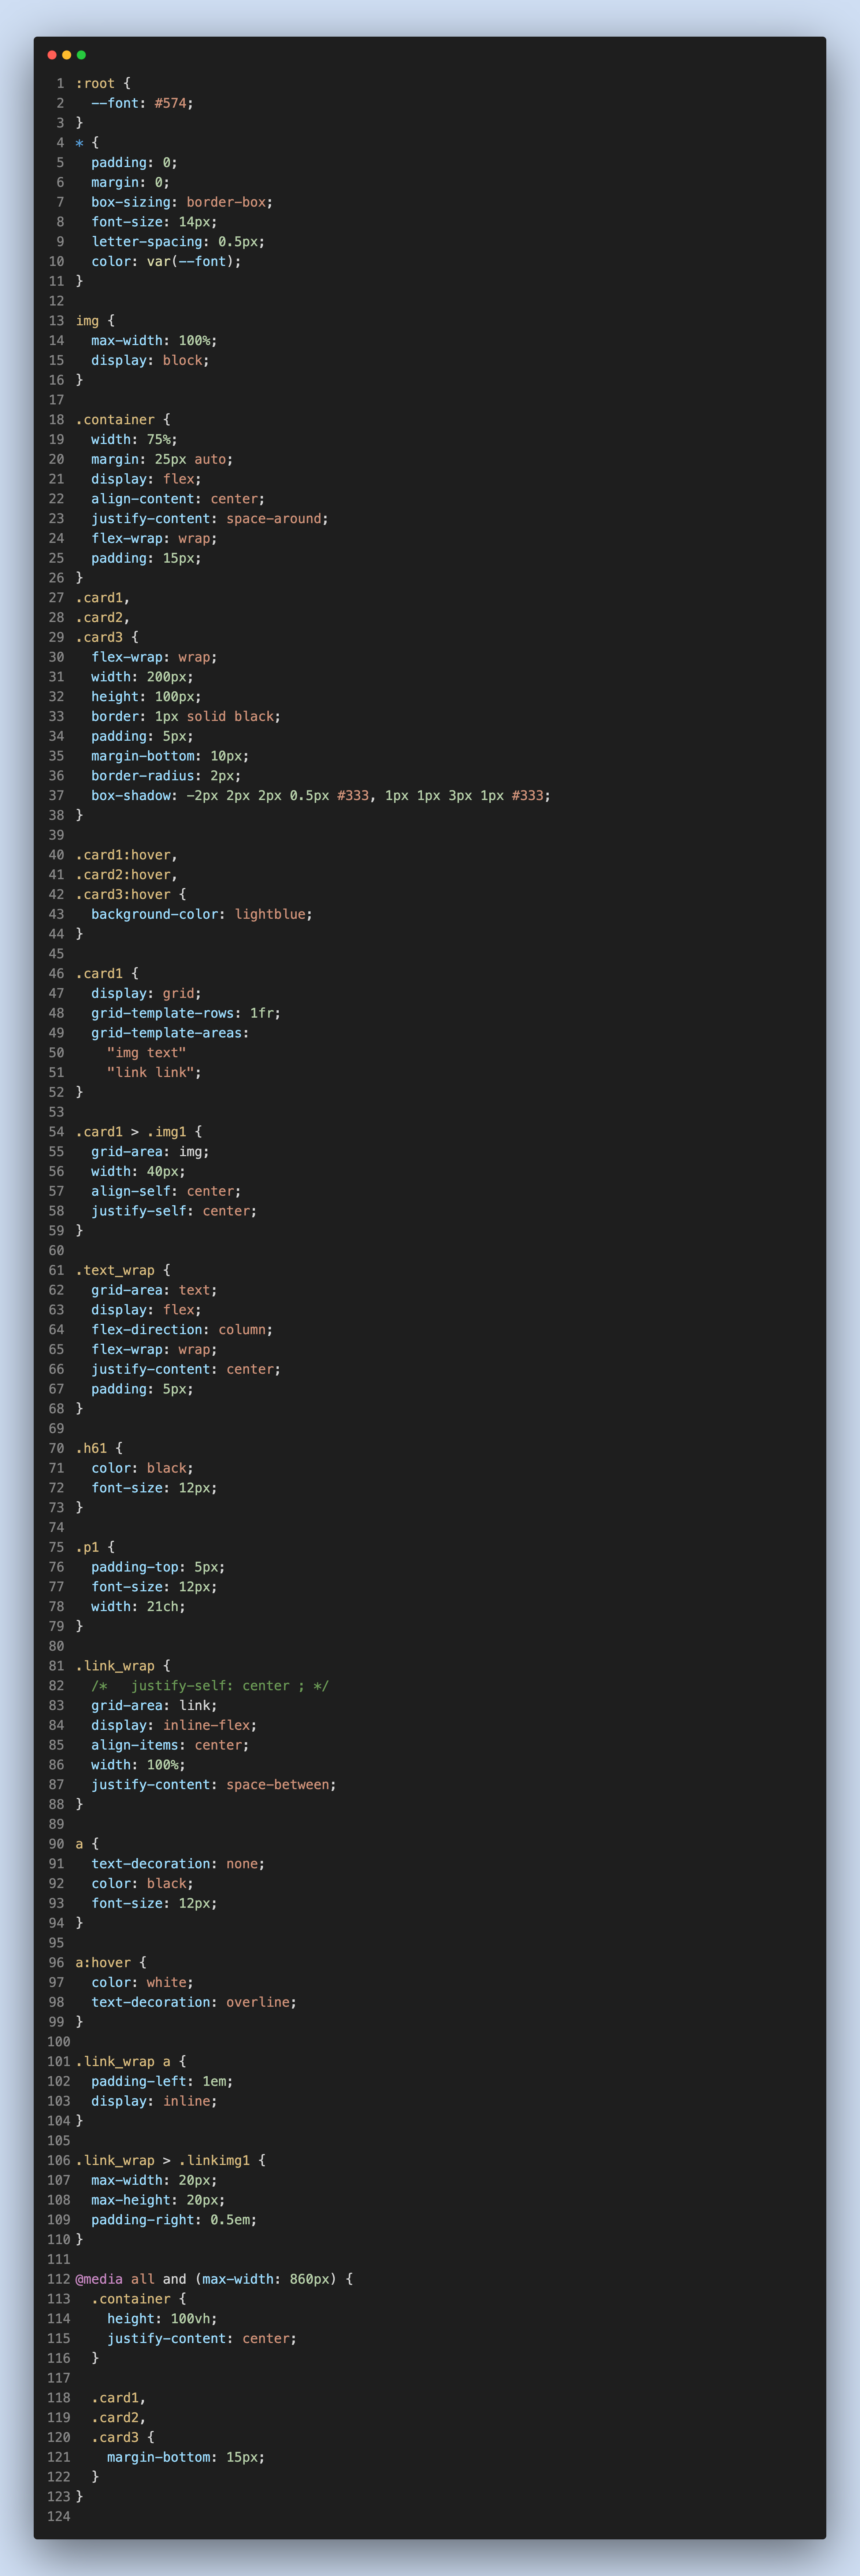 1 :root {
2   --font: #574;
3 }
4 * {
5   padding: 0;
6   margin: 0;
7   box-sizing: border-box;
8   font-size: 14px;
9   letter-spacing: 0.5px;
10   color: var(--font);
11 }
12
13 img {
14   max-width: 100%;
15   display: block;
16 }
17
18 .container {
19   width: 75%;
20   margin: 25px auto;
21   display: flex;
22   align-content: center;
23   justify-content: space-around;
24   flex-wrap: wrap;
25   padding: 15px;
26 }
27 .card1,
28 .card2,
29 .card3 {
30   flex-wrap: wrap;
31   width: 200px;
32   height: 100px;
33   border: 1px solid black;
34   padding: 5px;
35   margin-bottom: 10px;
36   border-radius: 2px;
37   box-shadow: -2px 2px 2px 0.5px #333, 1px 1px 3px 1px #333;
38 }
39
40 .card1:hover,
41 .card2:hover,
42 .card3:hover {
43   background-color: lightblue;
44 }
45
46 .card1 {
47   display: grid;
48   grid-template-rows: 1fr;
49   grid-template-areas:
50     "img text"
51     "link link";
52 }
53
54 .card1 > .img1 {
55   grid-area: img;
56   width: 40px;
57   align-self: center;
58   justify-self: center;
59 }
60
61 .text_wrap {
62   grid-area: text;
63   display: flex;
64   flex-direction: column;
65   flex-wrap: wrap;
66   justify-content: center;
67   padding: 5px;
68 }
69
70 .h61 {
71   color: black;
72   font-size: 12px;
73 }
74
75 .p1 {
76   padding-top: 5px;
77   font-size: 12px;
78   width: 21ch;
79 }
80
81 .link_wrap {
82   /*   justify-self: center ; */
83   grid-area: link;
84   display: inline-flex;
85   align-items: center;
86   width: 100%;
87   justify-content: space-between;
88 }
89
90 a {
91   text-decoration: none;
92   color: black;
93   font-size: 12px;
94 }
95
96 a:hover {
97   color: white;
98   text-decoration: overline;
99 }
100
101 .link_wrap a {
102   padding-left: 1em;
103   display: inline;
104 }
105
106 .link_wrap > .linkimg1 {
107   max-width: 20px;
108   max-height: 20px;
109   padding-right: 0.5em;
110 }
111
112 @media all and (max-width: 860px) {
113   .container {
114     height: 100vh;
115     justify-content: center;
116   }
117
118   .card1,
119   .card2,
120   .card3 {
121     margin-bottom: 15px;
122   }
123 }
124